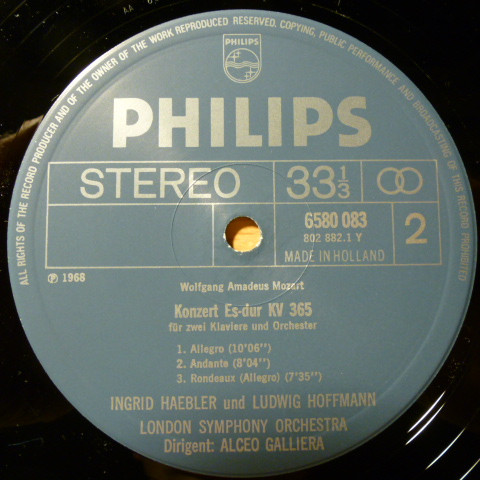 ALL RIGHTS OF THE RECORD PRODUCER AND OF THE OWNER OF THE WORK REPRODUCED RESERVED. COPYING, PUBLIC PERFORMANCE AND BROADCASTING OF THIS RECORD PROHIBITED
PHILIPS
PHILIPS
STEREO 33 1/3
6580 083
802 882.1 Y
2
MADE IN HOLLAND
℗ 1968
Wolfgang Amadeus Mozart
Konzert Es-dur KV 365
für zwei Klaviere und Orchester
1. Allegro (10'06'')
2. Andante (8'04'')
3. Rondeaux (Allegro) (7'35'')
INGRID HAEBLER und LUDWIG HOFFMANN
LONDON SYMPHONY ORCHESTRA
Dirigent: ALCEO GALLIERA